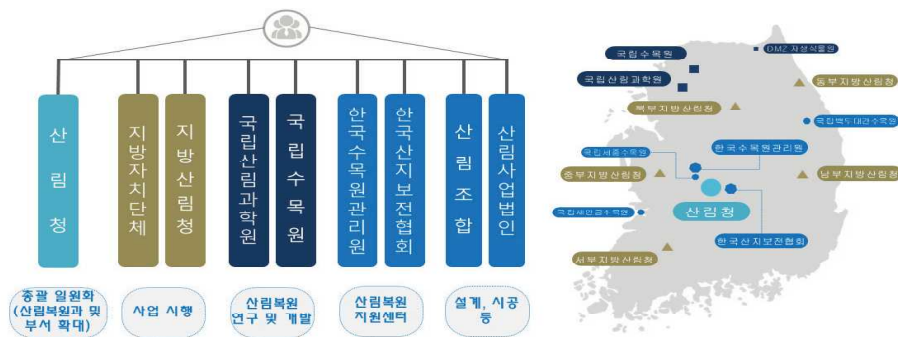 산림청
지방자치단체
지방산림청
국립산림과학원
국립수목원
한국수목원관리원
한국산지보전협회
산림조합
산림사업법인
총괄 일원화
(산림복원과 및
부서 확대)
사업 시행
산림복원
연구 및 개발
산림복원
지원센터
설계, 시공
등
DMZ 자생식물원
국립수목원
국립산림과학원
동부지방산림청
북부지방산림청
국립백두대간수목원
한국수목원관리원
국립세종수목원
중부지방산림청
남부지방산림청
산림청
국립새만금수목원
한국산지보전협회
서부지방산림청